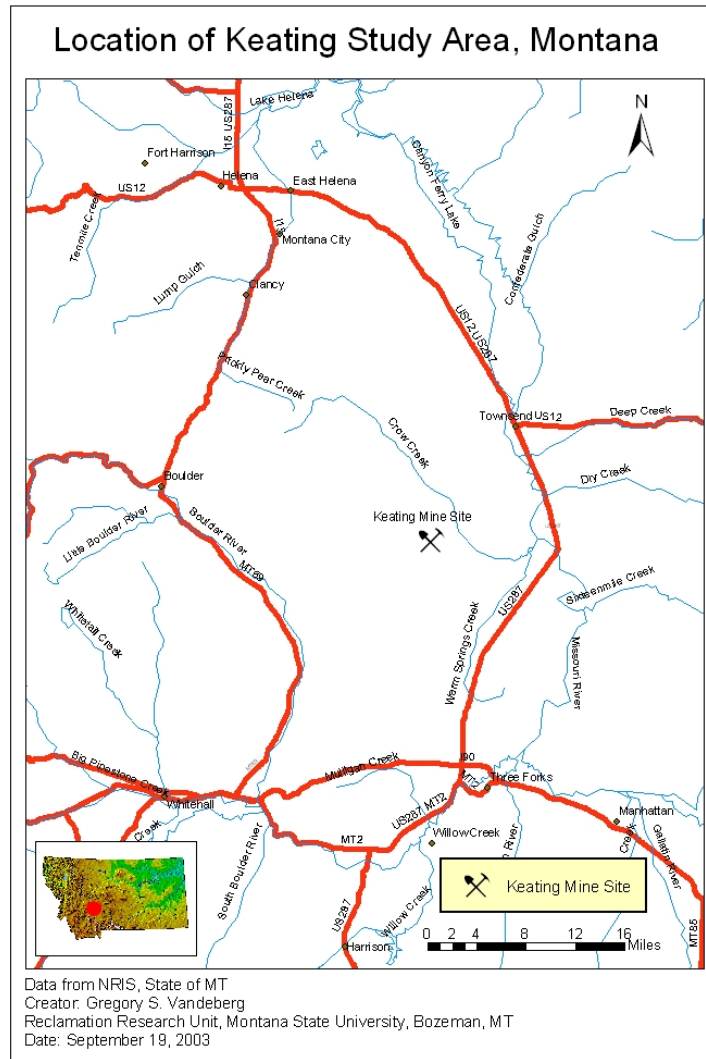 Location of Keating Study Area, Montana
N
Lake Helena
I15 US287
Fort Harrison
Canyon Ferry Lake
US12
Helena
East Helena
Tenmile Creek
Confederate Gulch
I15
Montana City
Lump Gulch
Clancy
US12,US287
Prickly Pear Creek
Townsend
US12
Deep Creek
Crow Creek
Boulder
Dry Creek
Little Boulder River
Boulder River
Keating Mine Site
MT69
Sixteenmile Creek
US287
Whitetail Creek
Warm Springs Creek
Missouri River
Big Pipestone Creek
Mulligan Creek
I90
MT2
Three Forks
Whitehall
US287 MT2
Manhattan
Creek
MT2
Willow Creek
River
Creek
Gallatin River
South Boulder River
Keating Mine Site
US287
Willow Creek
MT85
Harrison
0 2 4 8 12 16
Miles
Data from NRIS, State of MT
Creator: Gregory S. Vandeberg
Reclamation Research Unit, Montana State University, Bozeman, MT
Date: September 19, 2003